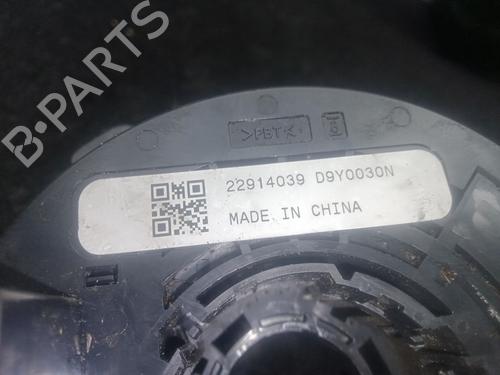 B-PARTS
>PBT<
22914039 D9Y0030N
MADE IN CHINA